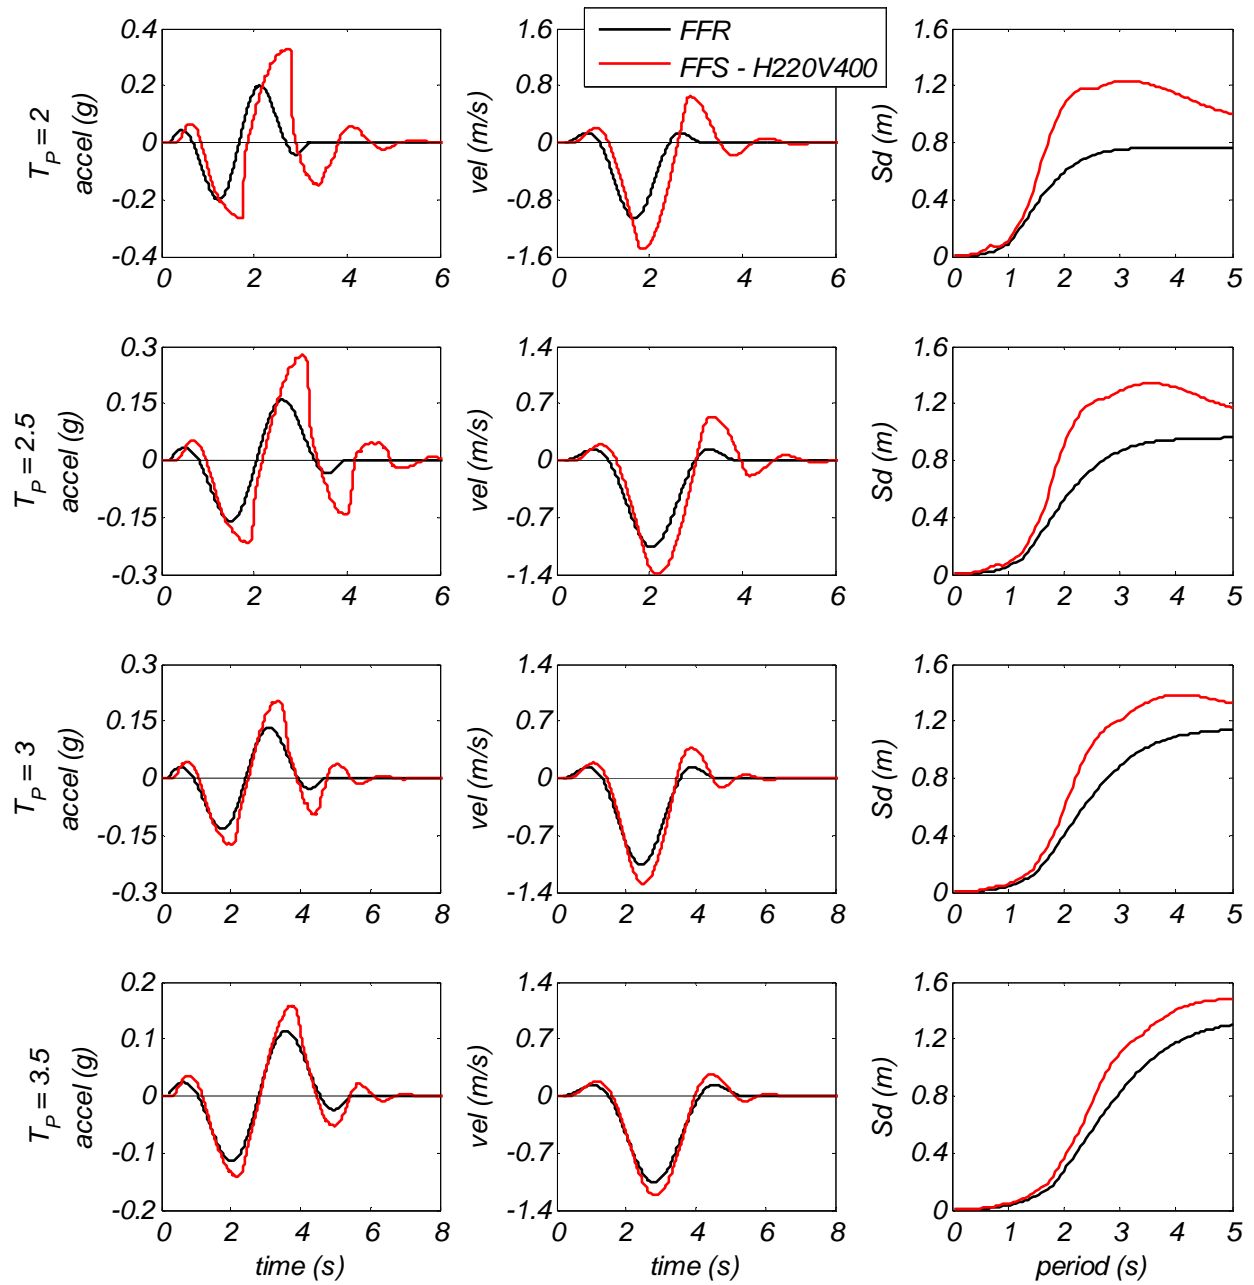 FFR
FFS - H220V400
T_P = 2
accel (g)
0.4
0.2
0
-0.2
-0.4
0 2 4 6
vel (m/s)
1.6
0.8
0
-0.8
-1.6
0 2 4 6
Sd (m)
1.6
1.2
0.8
0.4
0
0 1 2 3 4 5
T_P = 2.5
accel (g)
0.3
0.15
0
-0.15
-0.3
0 2 4 6
vel (m/s)
1.4
0.7
0
-0.7
-1.4
0 2 4 6
Sd (m)
1.6
1.2
0.8
0.4
0
0 1 2 3 4 5
T_P = 3
accel (g)
0.3
0.15
0
-0.15
-0.3
0 2 4 6 8
vel (m/s)
1.4
0.7
0
-0.7
-1.4
0 2 4 6 8
Sd (m)
1.6
1.2
0.8
0.4
0
0 1 2 3 4 5
T_P = 3.5
accel (g)
0.2
0.1
0
-0.1
-0.2
0 2 4 6 8
time (s)
vel (m/s)
1.4
0.7
0
-0.7
-1.4
0 2 4 6 8
time (s)
Sd (m)
1.6
1.2
0.8
0.4
0
0 1 2 3 4 5
period (s)